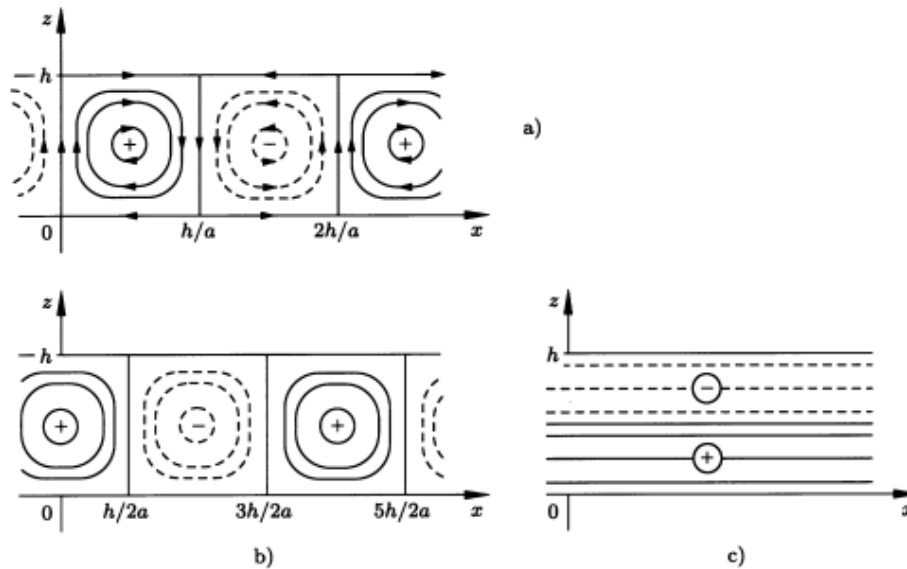 z
h
+
−
+
a)
0
h/a
2h/a
x
z
h
+
−
+
0
h/2a
3h/2a
5h/2a
x
b)
z
h
−
+
0
x
c)